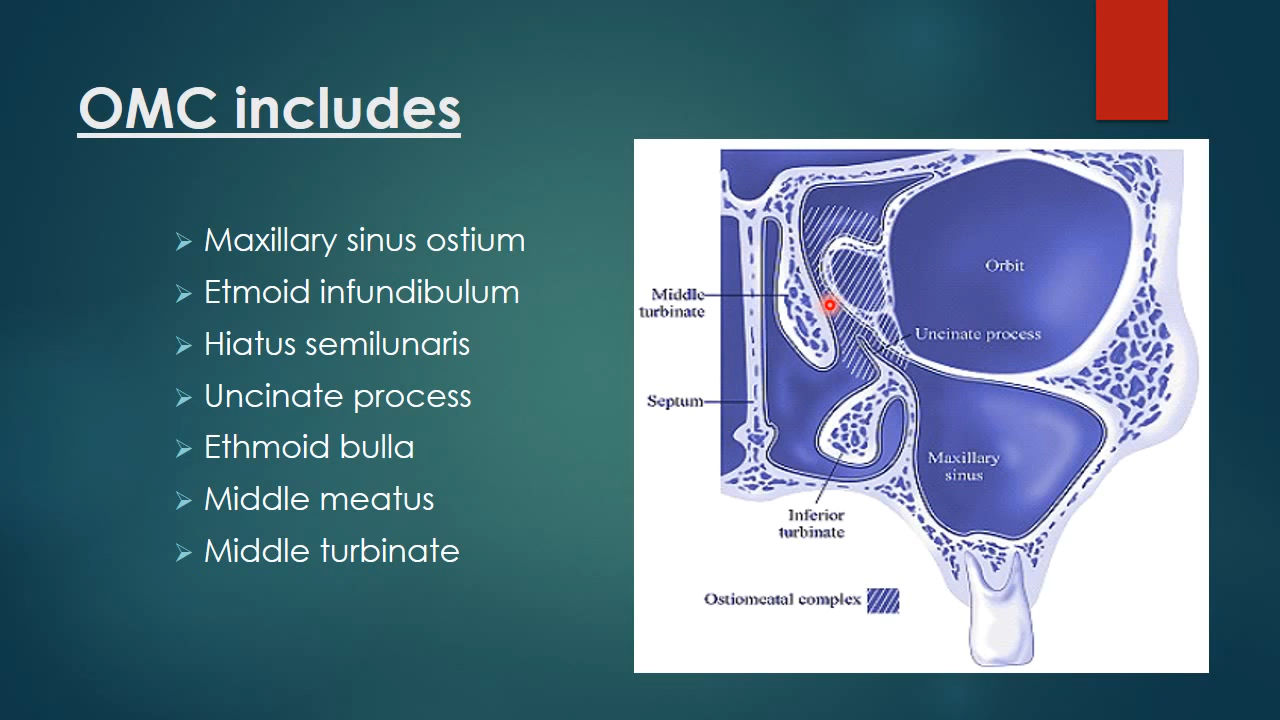 OMC includes
Maxillary sinus ostium
Etmoid infundibulum
Hiatus semilunaris
Uncinate process
Ethmoid bulla
Middle meatus
Middle turbinate
Orbit
Middle
turbinate
Uncinate process
Septum
Maxillary
sinus
Inferior
turbinate
Ostiomeatal complex